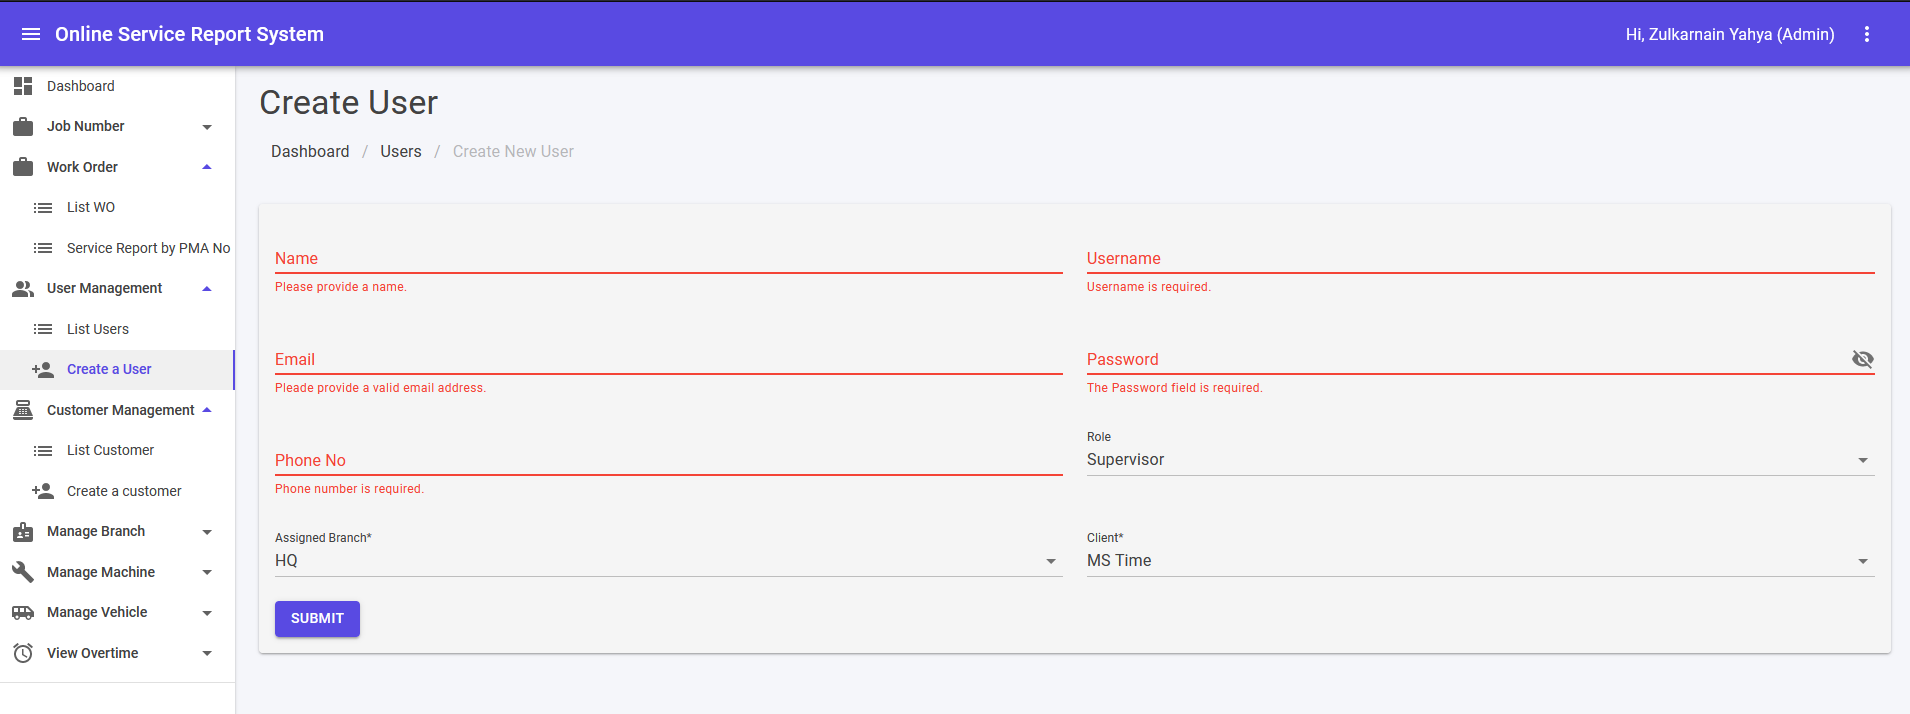 Online Service Report System
Hi, Zulkarnain Yahya (Admin)
Dashboard
Job Number
Work Order
List WO
Service Report by PMA No
User Management
List Users
Create a User
Customer Management
List Customer
Create a customer
Manage Branch
Manage Machine
Manage Vehicle
View Overtime
Create User
Dashboard / Users / Create New User
Name
Please provide a name.
Username
Username is required.
Email
Pleade provide a valid email address.
Password
The Password field is required.
Phone No
Phone number is required.
Role
Supervisor
Assigned Branch*
HQ
Client*
MS Time
SUBMIT